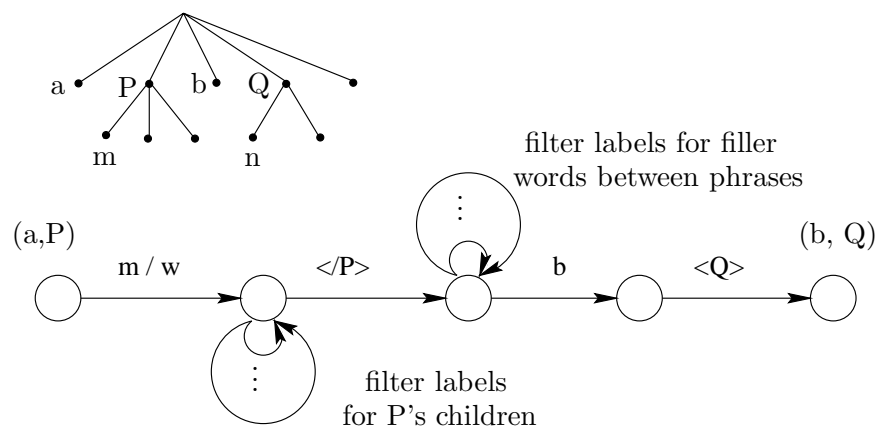 a
P
b
Q
m
n
filter labels for filler
words between phrases
(a,P)
(b, Q)
m / w
</P>
b
<Q>
filter labels
for P's children